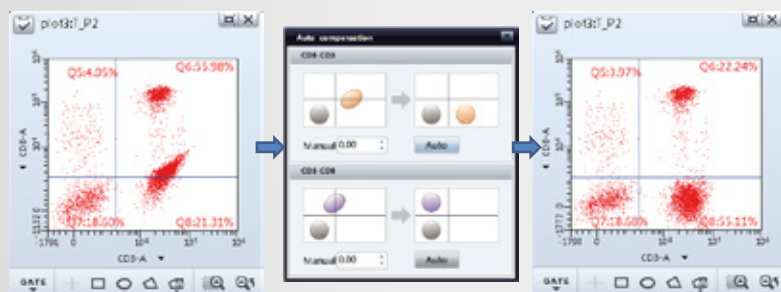 plot3:T_P2
Q5:4.05%
Q6:55.98%
Q7:18.60%
Q8:21.31%
CD8-A
CD3-A
GATE
Auto compensation
CD8-CD3
Manual 0.00
Auto
CD3-CD8
Manual 0.00
Auto
plot3:T_P2
Q5:3.97%
Q6:22.24%
Q7:18.68%
Q8:55.11%
CD8-A
CD3-A
GATE